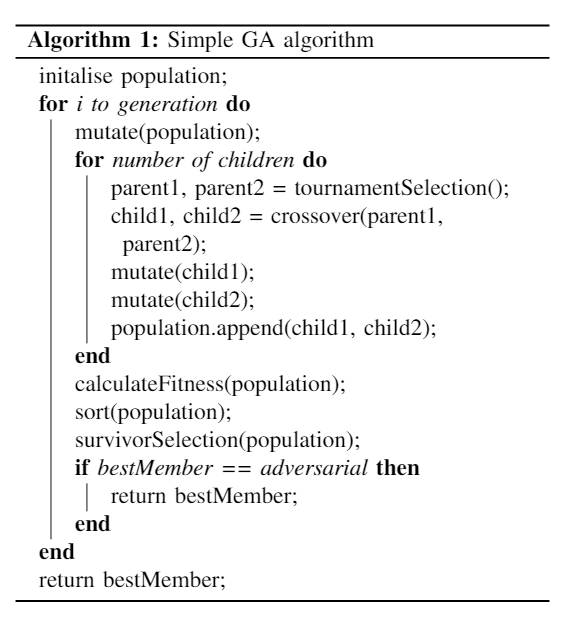 Algorithm 1: Simple GA algorithm
initalise population;
for i to generation do
mutate(population);
for number of children do
parent1, parent2 = tournamentSelection();
child1, child2 = crossover(parent1,
parent2);
mutate(child1);
mutate(child2);
population.append(child1, child2);
end
calculateFitness(population);
sort(population);
survivorSelection(population);
if bestMember == adversarial then
return bestMember;
end
end
return bestMember;